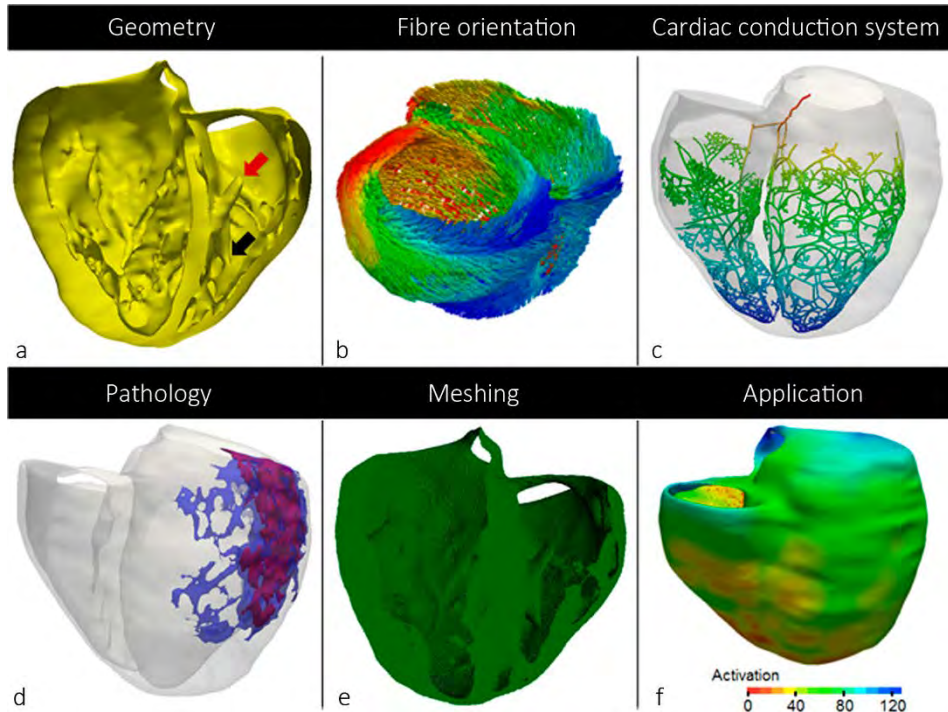 Geometry
Fibre orientation
Cardiac conduction system
a
b
c
Pathology
Meshing
Application
d
e
f
Activation
0 40 80 120